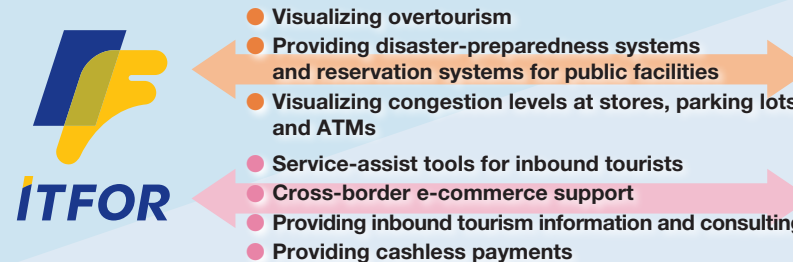 Visualizing overtourism
Providing disaster-preparedness systems
and reservation systems for public facilities
Visualizing congestion levels at stores, parking lots
and ATMs
Service-assist tools for inbound tourists
ITFOR
Cross-border e-commerce support
Providing inbound tourism information and consulting
Providing cashless payments